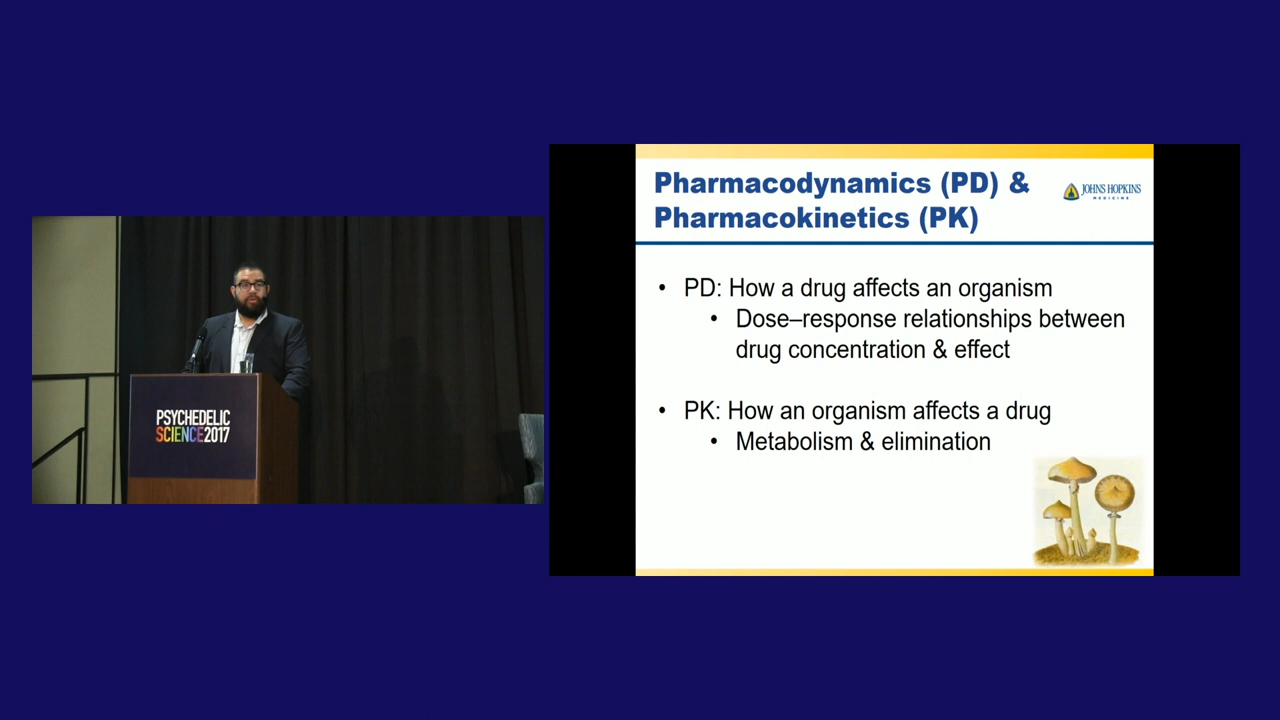 PSYCHEDELIC
SCIENCE2017
Pharmacodynamics (PD) &
Pharmacokinetics (PK)
JOHNS HOPKINS
MEDICINE
• PD: How a drug affects an organism
• Dose–response relationships between
drug concentration & effect
• PK: How an organism affects a drug
• Metabolism & elimination